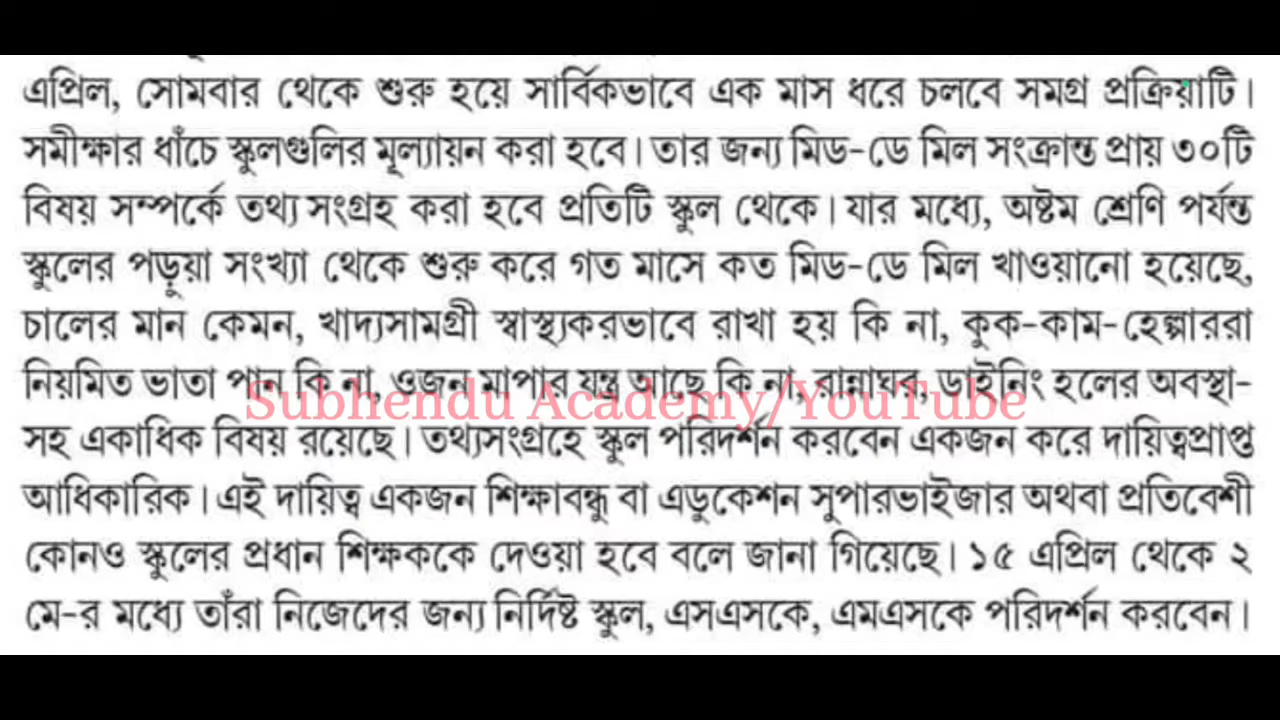 এপ্রিল, সোমবার থেকে শুরু হয়ে সার্বিকভাবে এক মাস ধরে চলবে সমগ্র প্রক্রিয়াটি।
সমীক্ষার ধাঁচে স্কুলগুলির মূল্যায়ন করা হবে। তার জন্য মিড-ডে মিল সংক্রান্ত প্রায় ৩০টি
বিষয় সম্পর্কে তথ্য সংগ্রহ করা হবে প্রতিটি স্কুল থেকে। যার মধ্যে, অষ্টম শ্রেণি পর্যন্ত
স্কুলের পড়ুয়া সংখ্যা থেকে শুরু করে গত মাসে কত মিড-ডে মিল খাওয়ানো হয়েছে,
চালের মান কেমন, খাদ্যসামগ্রী স্বাস্থ্যকরভাবে রাখা হয় কি না, কুক-কাম-হেল্পাররা
নিয়মিত ভাতা পান কি না, ওজন মাপার যন্ত্র আছে কি না, রান্নাঘর, ডাইনিং হলের অবস্থা-
Subhendu Academy/YouTube
সহ একাধিক বিষয় রয়েছে। তথ্যসংগ্রহে স্কুল পরিদর্শন করবেন একজন করে দায়িত্বপ্রাপ্ত
আধিকারিক। এই দায়িত্ব একজন শিক্ষাবন্ধু বা এডুকেশন সুপারভাইজার অথবা প্রতিবেশী
কোনও স্কুলের প্রধান শিক্ষককে দেওয়া হবে বলে জানা গিয়েছে। ১৫ এপ্রিল থেকে ২
মে-র মধ্যে তাঁরা নিজেদের জন্য নির্দিষ্ট স্কুল, এসএসকে, এমএসকে পরিদর্শন করবেন।